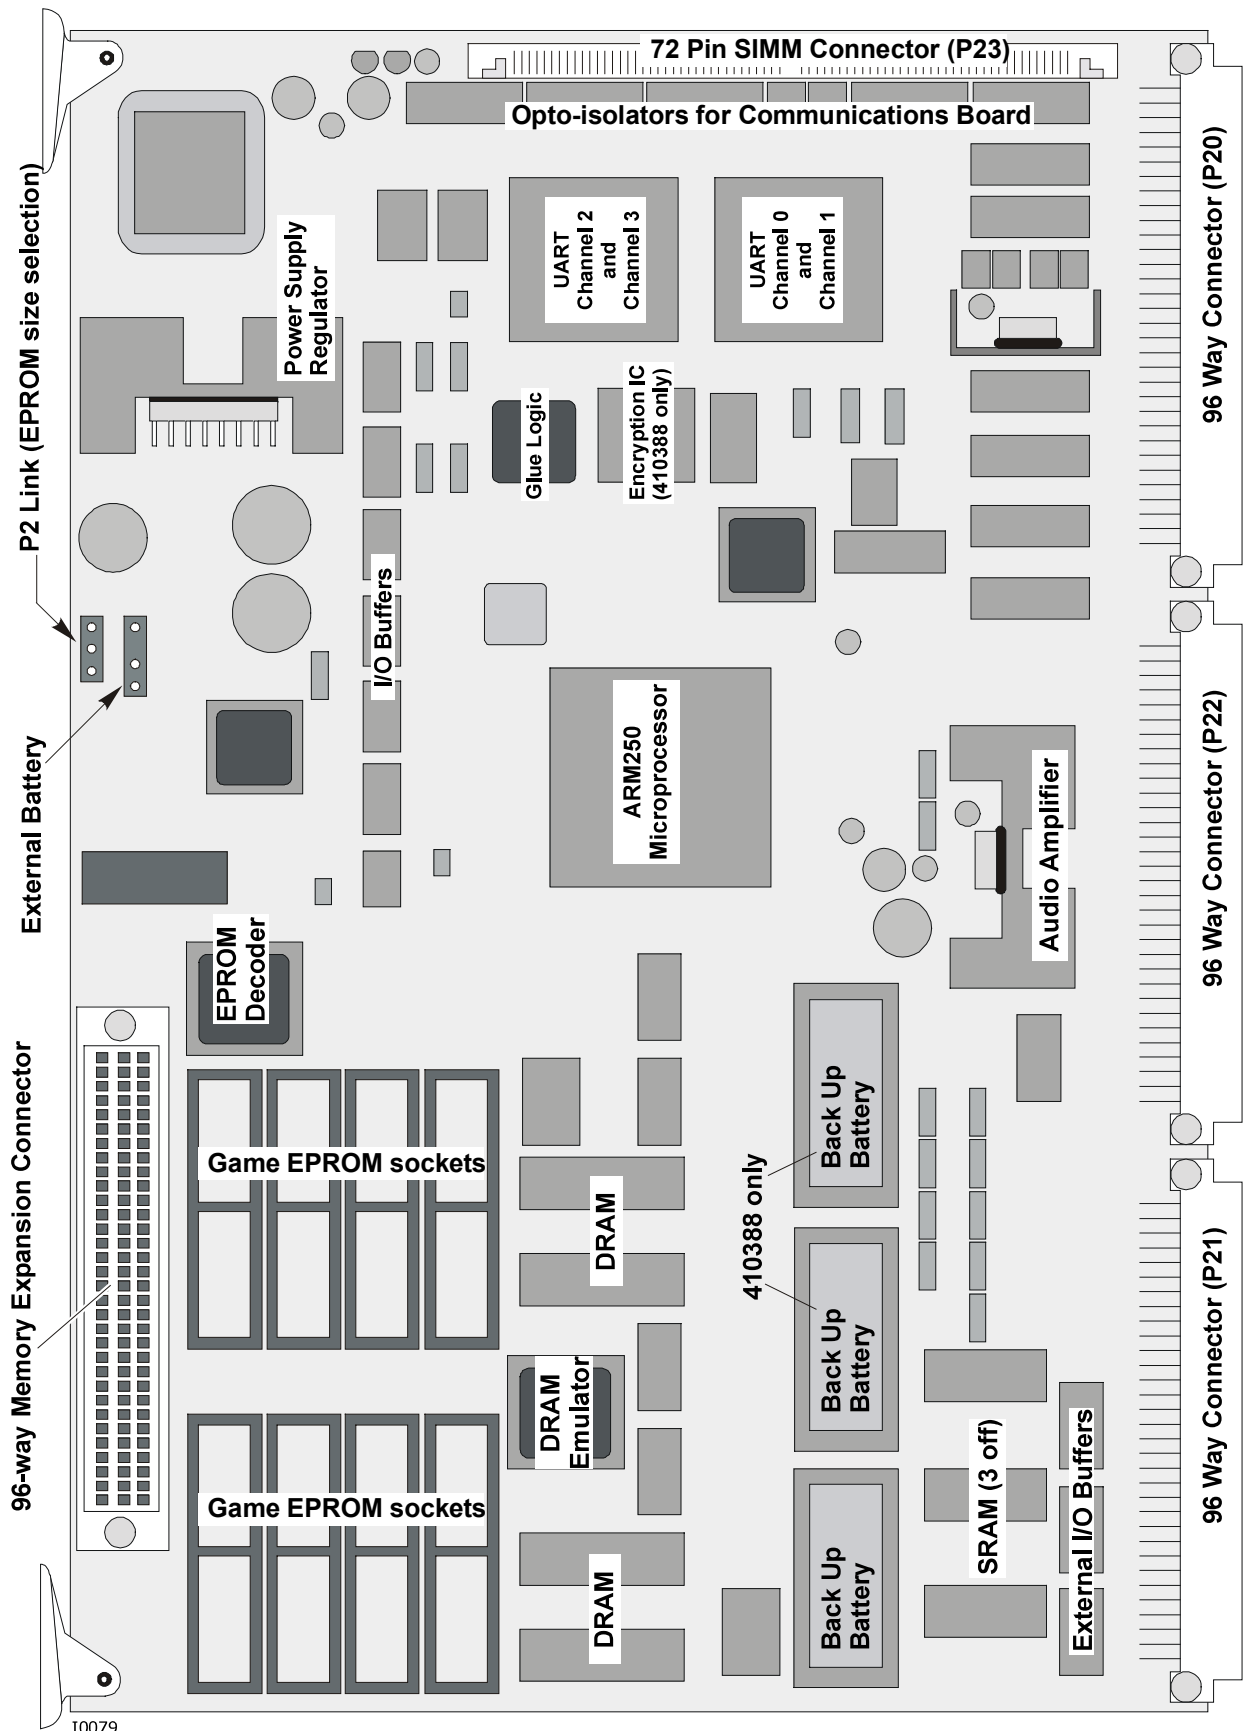 72 Pin SIMM Connector (P23)
Opto-isolators for Communications Board
P2 Link (EPROM size selection)
Power Supply
Regulator
UART
Channel 2
and
Channel 3
UART
Channel 0
and
Channel 1
96 Way Connector (P20)
Glue Logic
Encryption IC
(410388 only)
I/O Buffers
External Battery
ARM250
Microprocessor
Audio Amplifier
96 Way Connector (P22)
EPROM
Decoder
96-way Memory Expansion Connector
Game EPROM sockets
DRAM
410388 only
Back Up
Battery
Back Up
Battery
DRAM
Emulator
Game EPROM sockets
DRAM
Back Up
Battery
SRAM (3 off)
External I/O Buffers
96 Way Connector (P21)
I0079